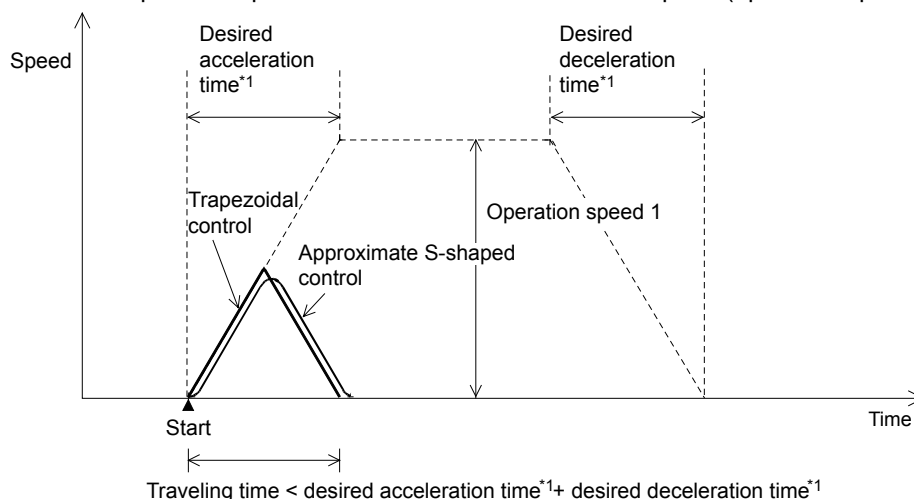 Desired
acceleration
time*1
Desired
deceleration
time*1
Speed
Trapezoidal
control
Operation speed 1
Approximate S-shaped
control
Time
Start
Traveling time < desired acceleration time*1+ desired deceleration time*1